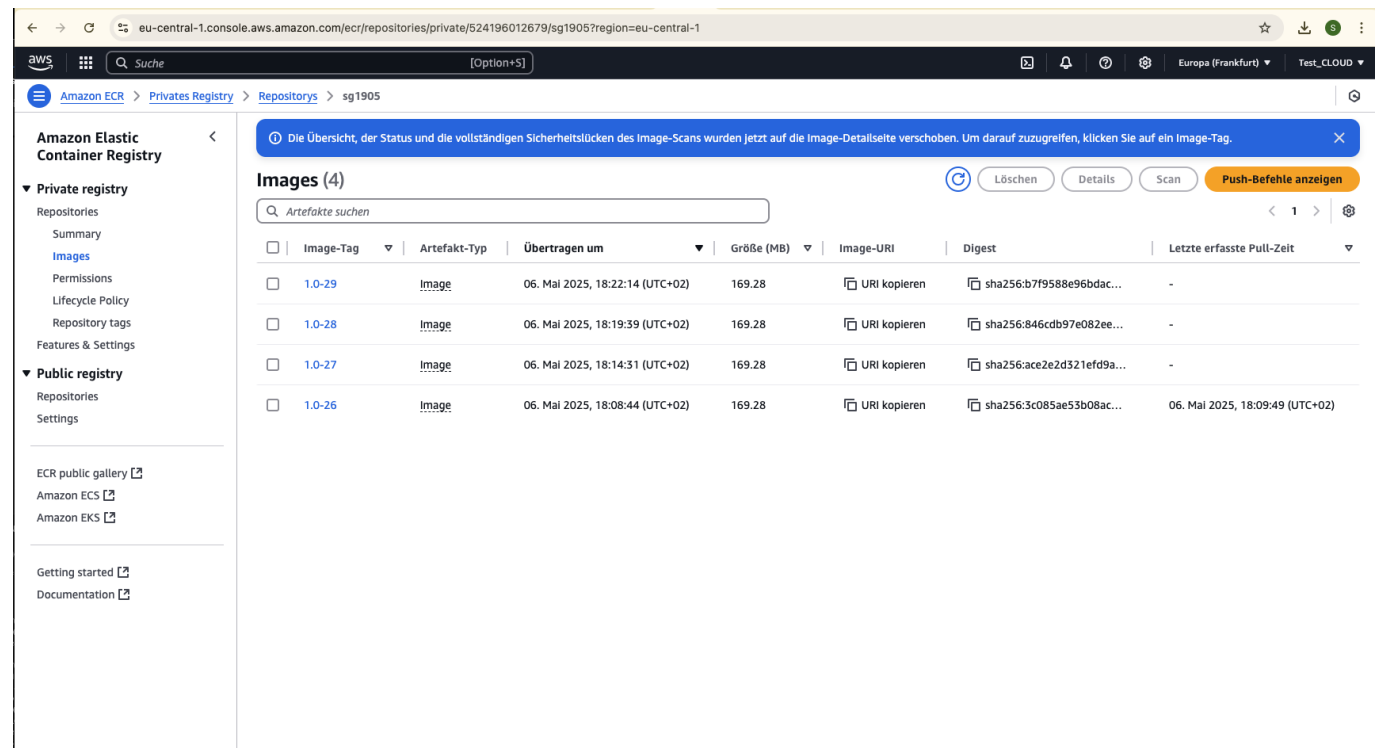 eu-central-1.console.aws.amazon.com/ecr/repositories/private/524196012679/sg1905?region=eu-central-1
S
aws
Suche
[Option+S]
Europa (Frankfurt)
Test_CLOUD
Amazon ECR > Privates Registry > Repositorys > sg1905
Amazon Elastic
Container Registry
Private registry
Repositories
Summary
Images
Permissions
Lifecycle Policy
Repository tags
Features & Settings
Public registry
Repositories
Settings
ECR public gallery
Amazon ECS
Amazon EKS
Getting started
Documentation
Die Übersicht, der Status und die vollständigen Sicherheitslücken des Image-Scans wurden jetzt auf die Image-Detailseite verschoben. Um darauf zuzugreifen, klicken Sie auf ein Image-Tag.
Images (4)
Löschen
Details
Scan
Push-Befehle anzeigen
Artefakte suchen
1
Image-Tag Artefakt-Typ Übertragen um Größe (MB) Image-URI Digest Letzte erfasste Pull-Zeit
1.0-29 Image 06. Mai 2025, 18:22:14 (UTC+02) 169.28 URI kopieren sha256:b7f9588e96bdac... -
1.0-28 Image 06. Mai 2025, 18:19:39 (UTC+02) 169.28 URI kopieren sha256:846cdb97e082ee... -
1.0-27 Image 06. Mai 2025, 18:14:31 (UTC+02) 169.28 URI kopieren sha256:ace2e2d321efd9a... -
1.0-26 Image 06. Mai 2025, 18:08:44 (UTC+02) 169.28 URI kopieren sha256:3c085ae53b08ac... 06. Mai 2025, 18:09:49 (UTC+02)